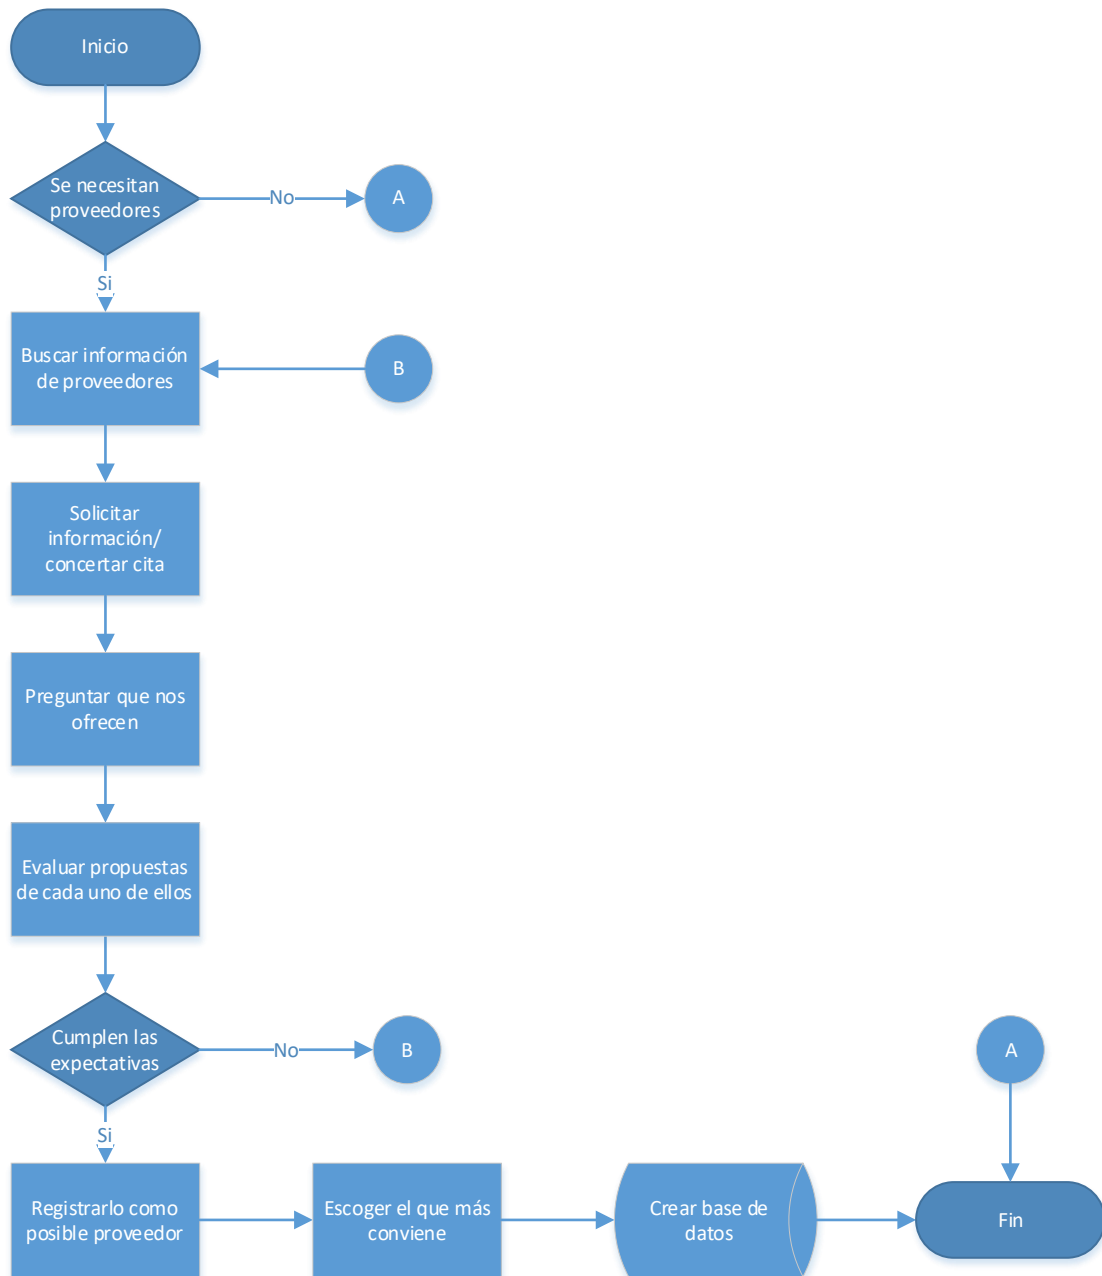 Inicio
Se necesitan
proveedores
No
A
Si
Buscar información
de proveedores
B
Solicitar
información/
concertar cita
Preguntar que nos
ofrecen
Evaluar propuestas
de cada uno de ellos
Cumplen las
expectativas
No
B
A
Si
Registrarlo como
posible proveedor
Escoger el que más
conviene
Crear base de
datos
Fin